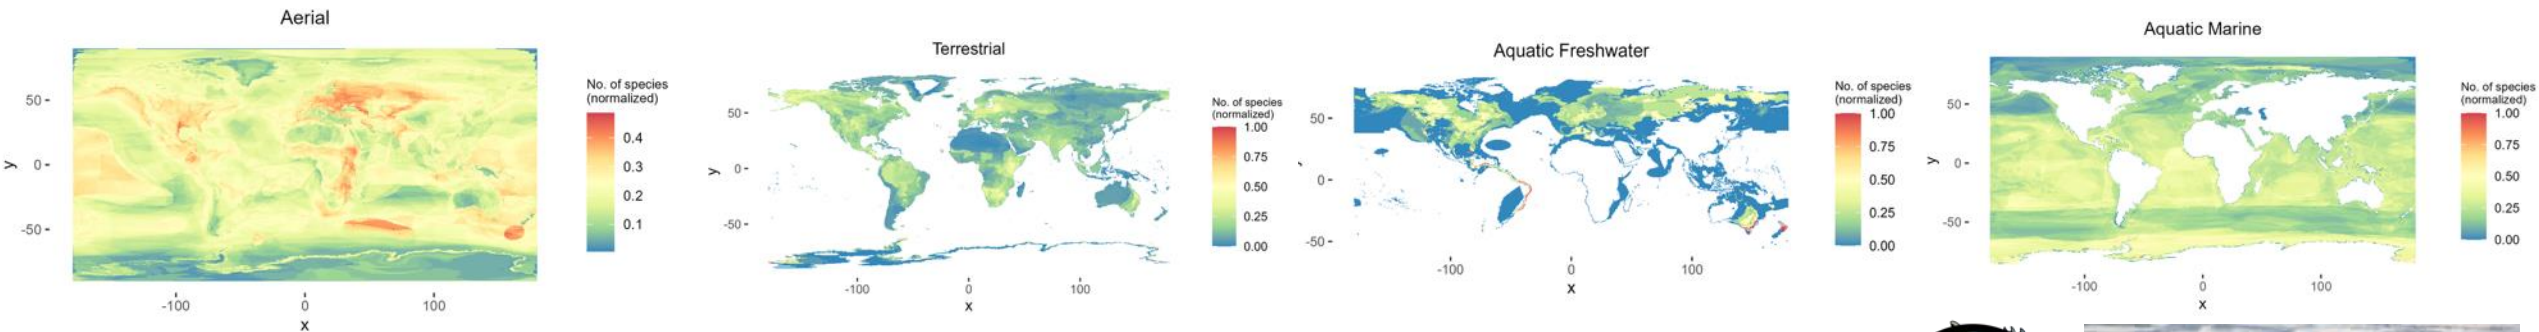 Aerial
No. of species
(normalized)
0.4
0.3
0.2
0.1
50
0
-50
y
-100
0
100
x
Terrestrial
No. of species
(normalized)
1.00
0.75
0.50
0.25
0.00
50
0
-50
y
-100
0
100
x
Aquatic Freshwater
No. of species
(normalized)
1.00
0.75
0.50
0.25
0.00
50
0
-50
-100
0
100
x
Aquatic Marine
No. of species
(normalized)
1.00
0.75
0.50
0.25
0.00
50
0
-50
y
-100
0
100
x